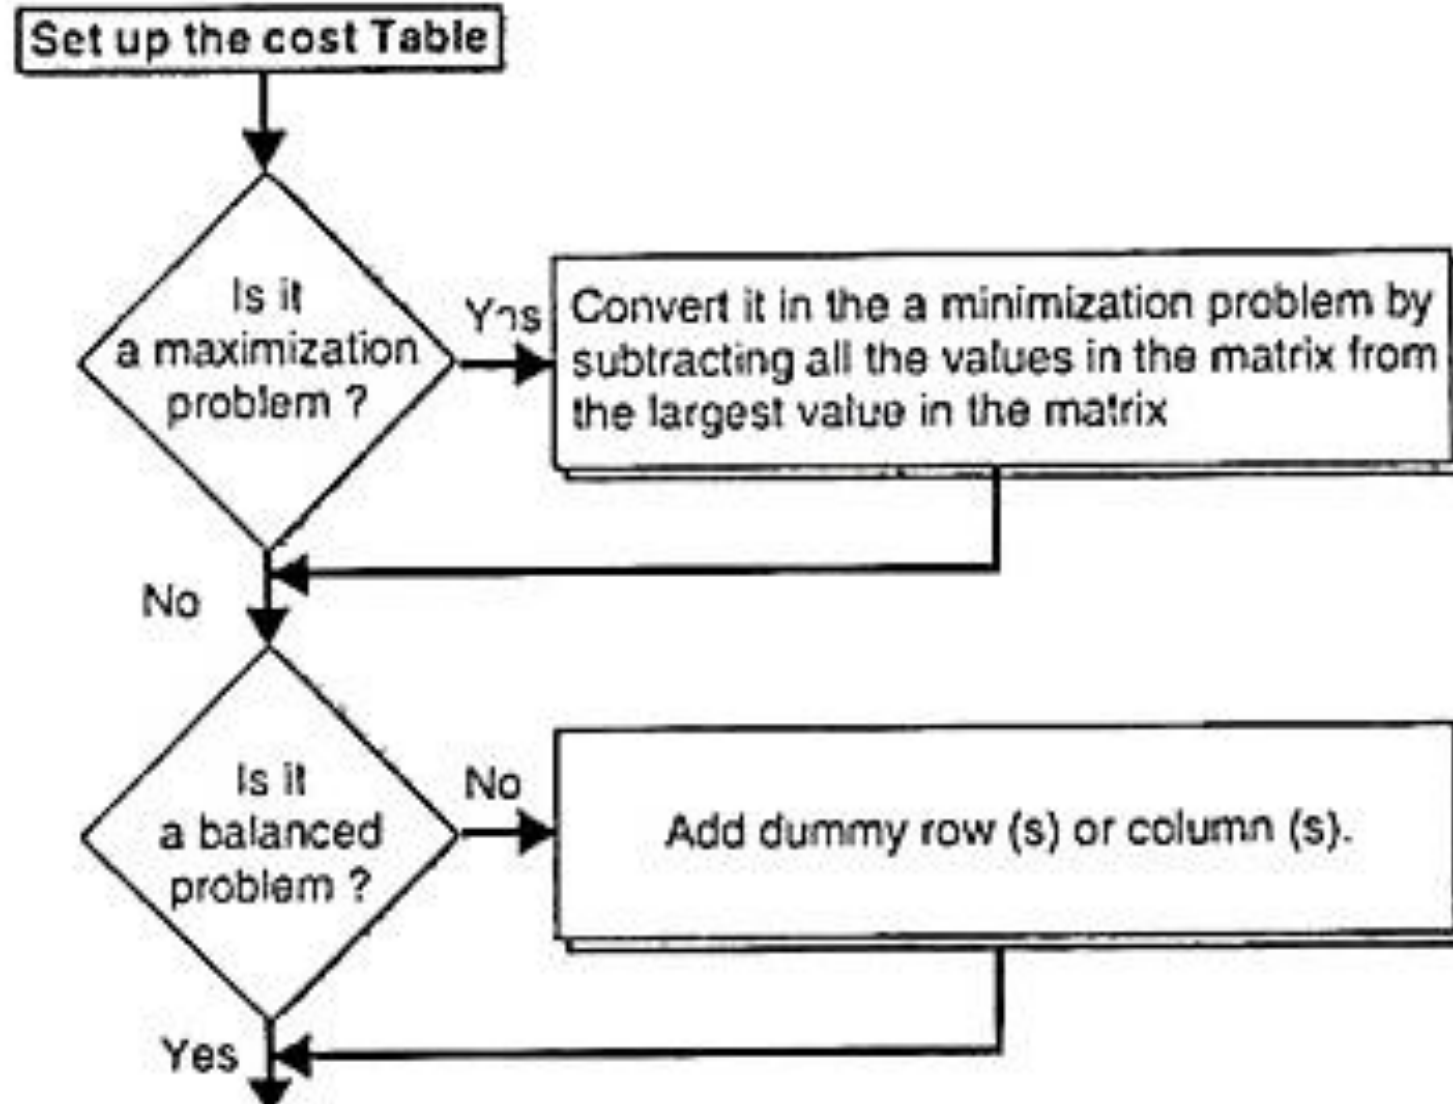 Set up the cost Table
Is it
a maximization
problem ?
Yes
Convert it in the a minimization problem by
subtracting all the values in the matrix from
the largest value in the matrix
No
Is it
a balanced
problem ?
No
Add dummy row (s) or column (s).
Yes